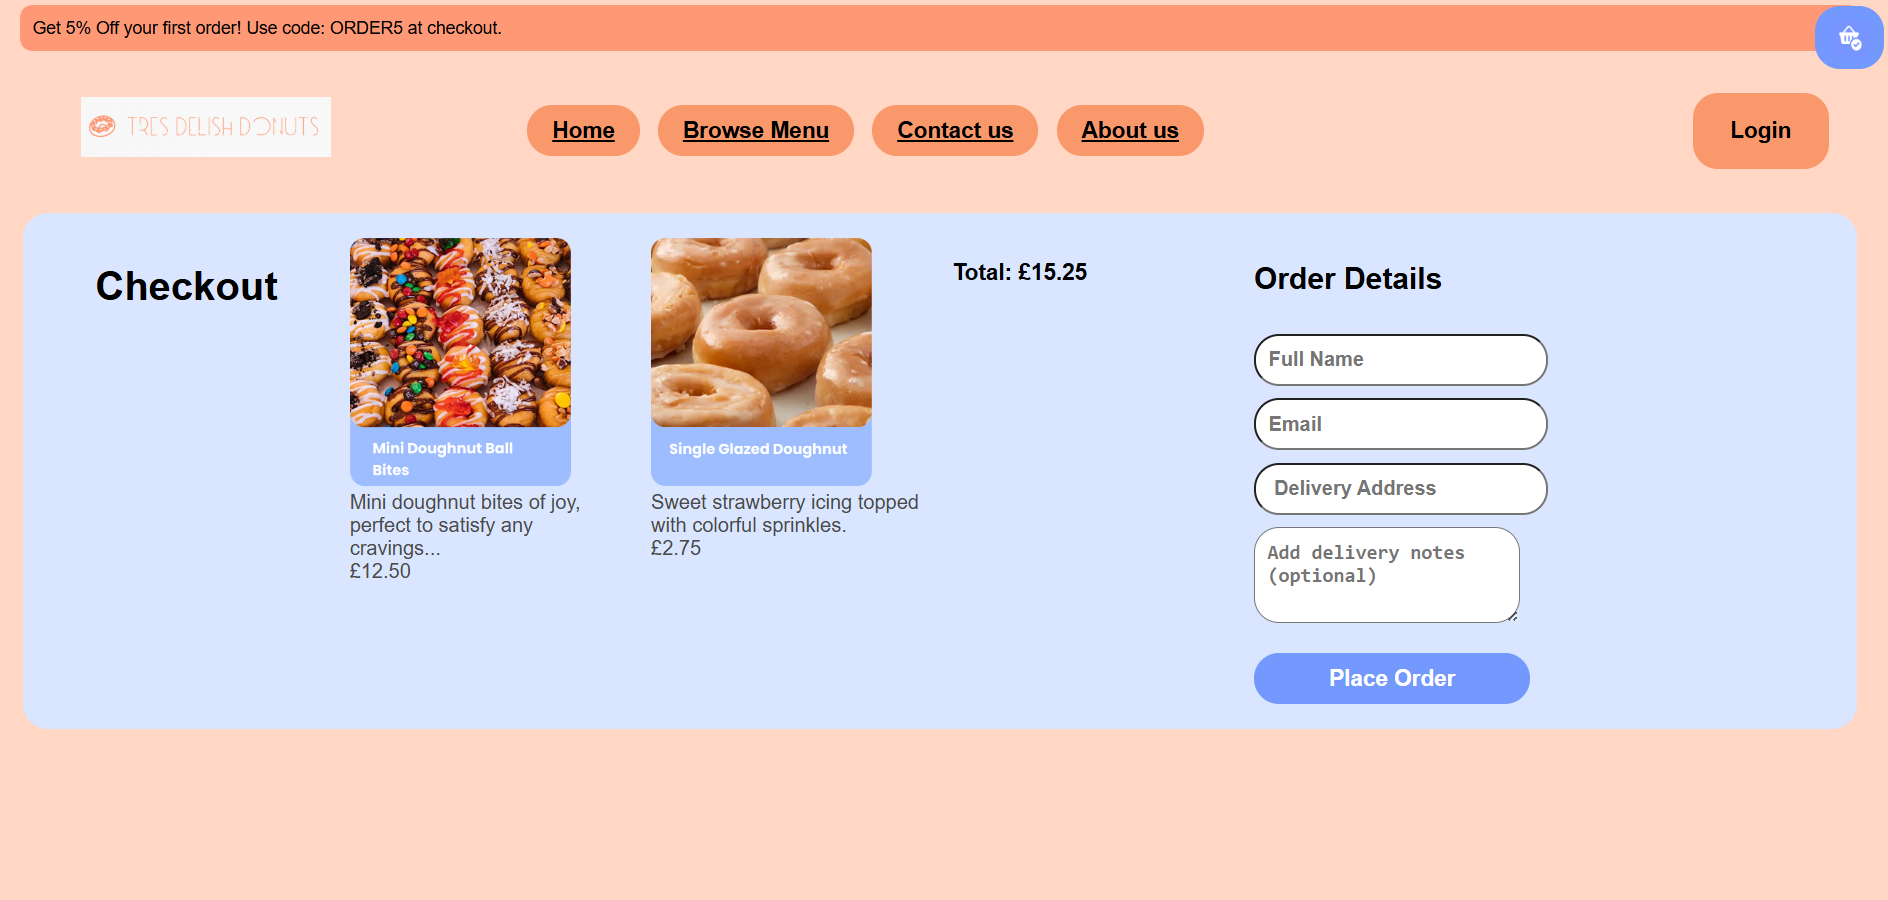 Get 5% Off your first order! Use code: ORDER5 at checkout.
TRES DELISH DONUTS
Home
Browse Menu
Contact us
About us
Login
Checkout
Mini Doughnut Ball
Bites
Mini doughnut bites of joy,
perfect to satisfy any
cravings...
£12.50
Single Glazed Doughnut
Sweet strawberry icing topped
with colorful sprinkles.
£2.75
Total: £15.25
Order Details
Full Name
Email
Delivery Address
Add delivery notes
(optional)
Place Order